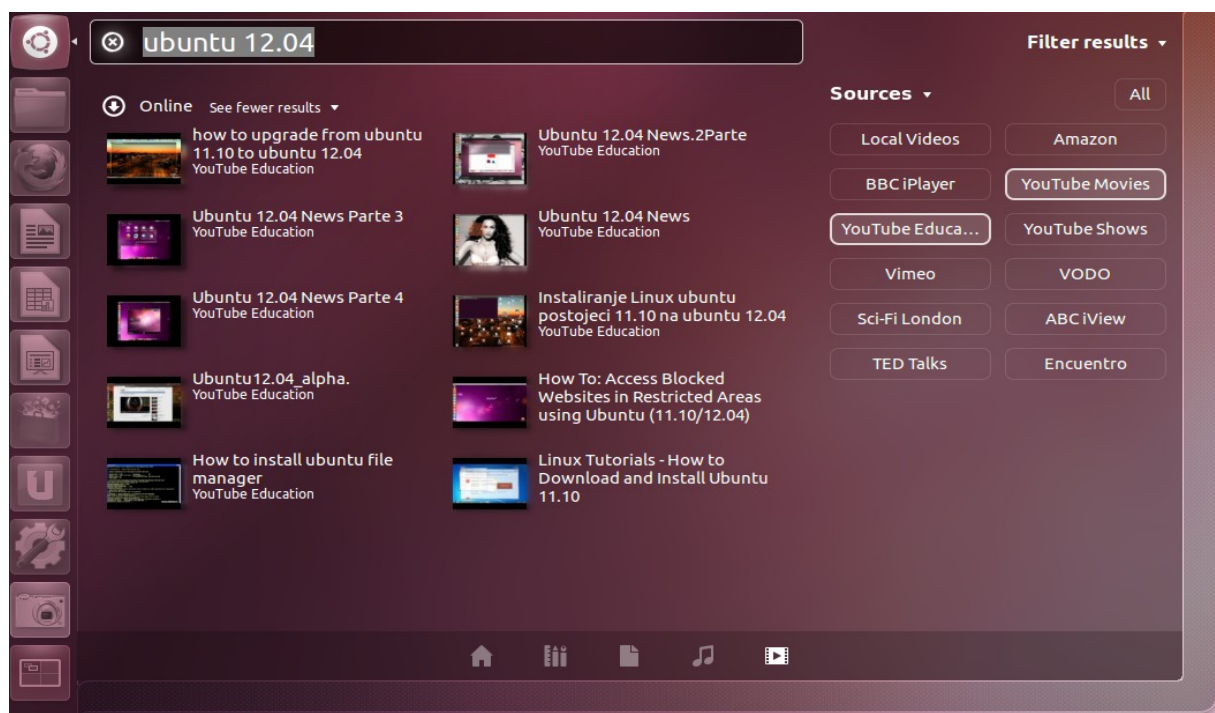 ubuntu 12.04
Filter results
Online See fewer results
how to upgrade from ubuntu
11.10 to ubuntu 12.04
YouTube Education
Ubuntu 12.04 News.2Parte
YouTube Education
Ubuntu 12.04 News Parte 3
YouTube Education
Ubuntu 12.04 News
YouTube Education
Ubuntu 12.04 News Parte 4
YouTube Education
Instaliranje Linux ubuntu
postojeci 11.10 na ubuntu 12.04
YouTube Education
Ubuntu12.04_alpha.
YouTube Education
How To: Access Blocked
Websites in Restricted Areas
using Ubuntu (11.10/12.04)
How to install ubuntu file
manager
YouTube Education
Linux Tutorials - How to
Download and Install Ubuntu
11.10
Sources
All
Local Videos
Amazon
BBC iPlayer
YouTube Movies
YouTube Educa...
YouTube Shows
Vimeo
VODO
Sci-Fi London
ABC iView
TED Talks
Encuentro